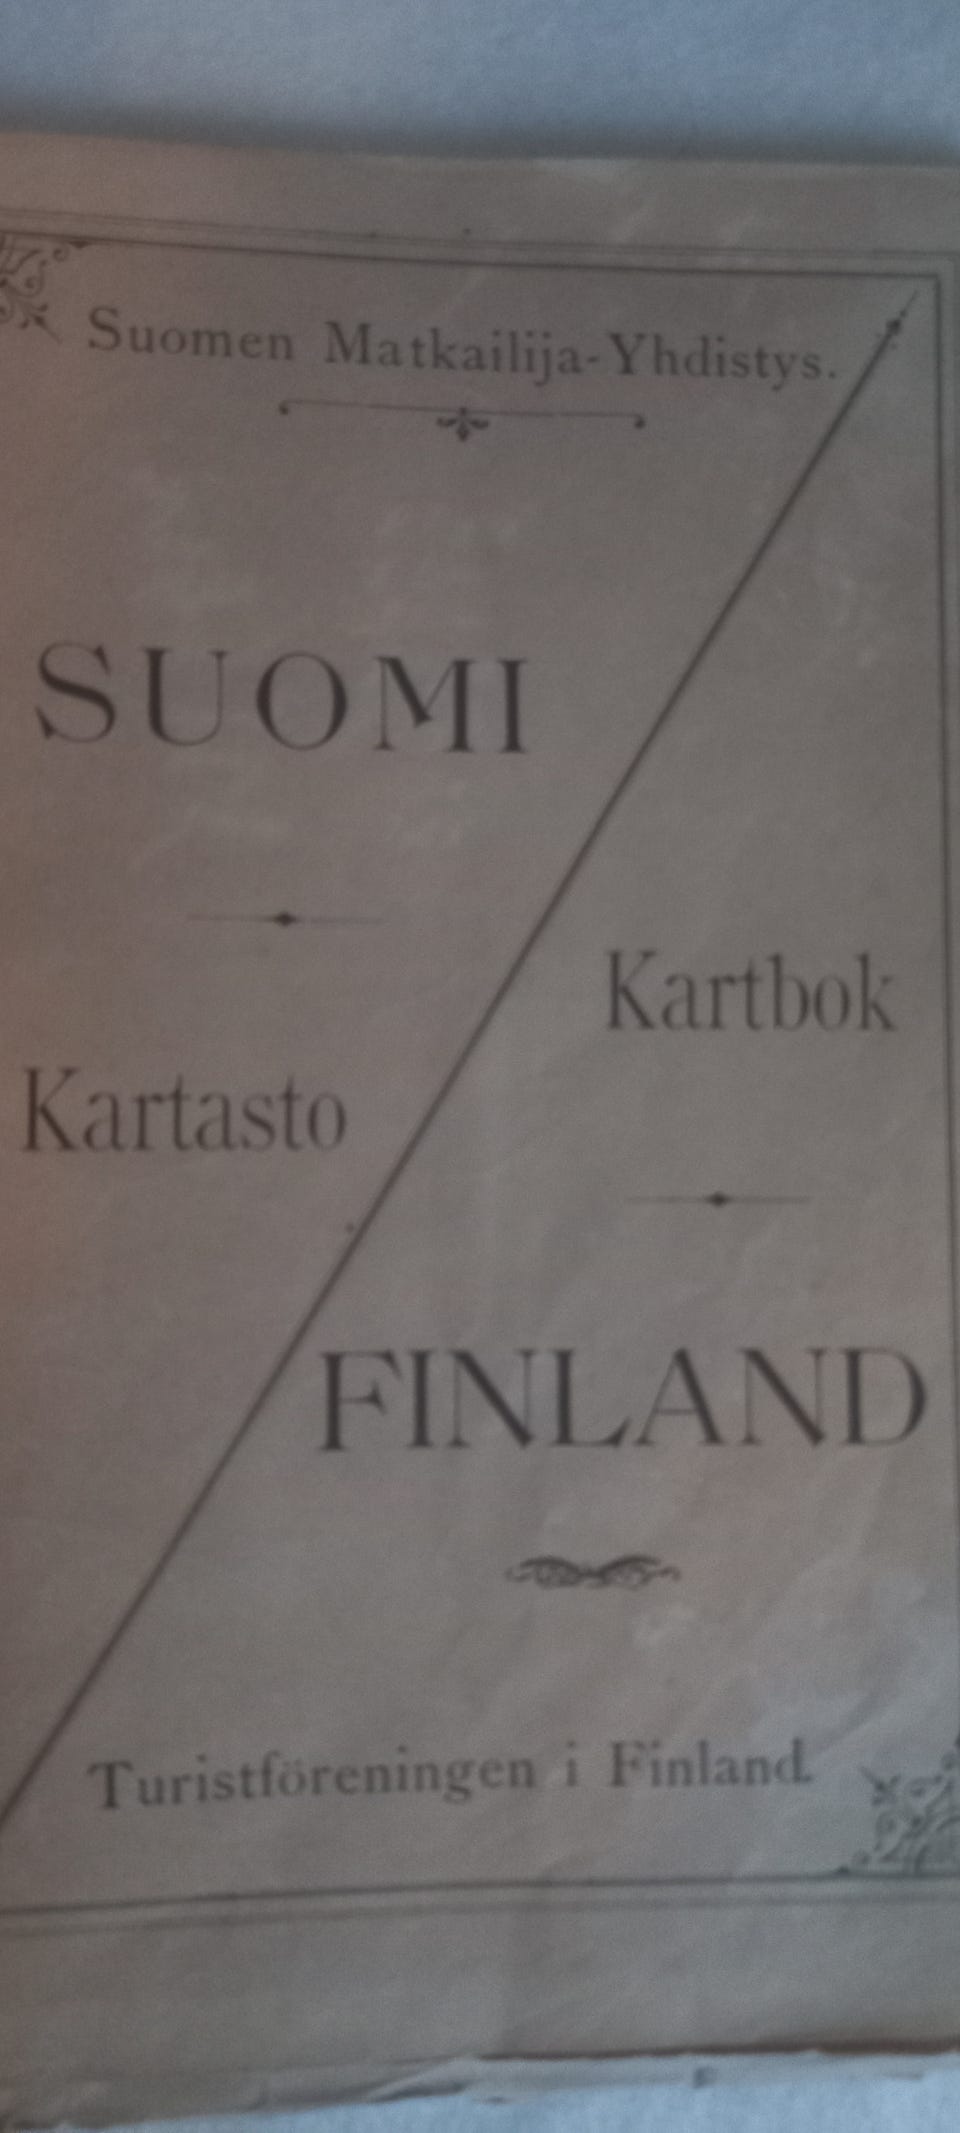 Suomen Matkailija-Yhdistys.
SUOMI
Kartasto
Kartbok
FINLAND
Turistföreningen i Finland.